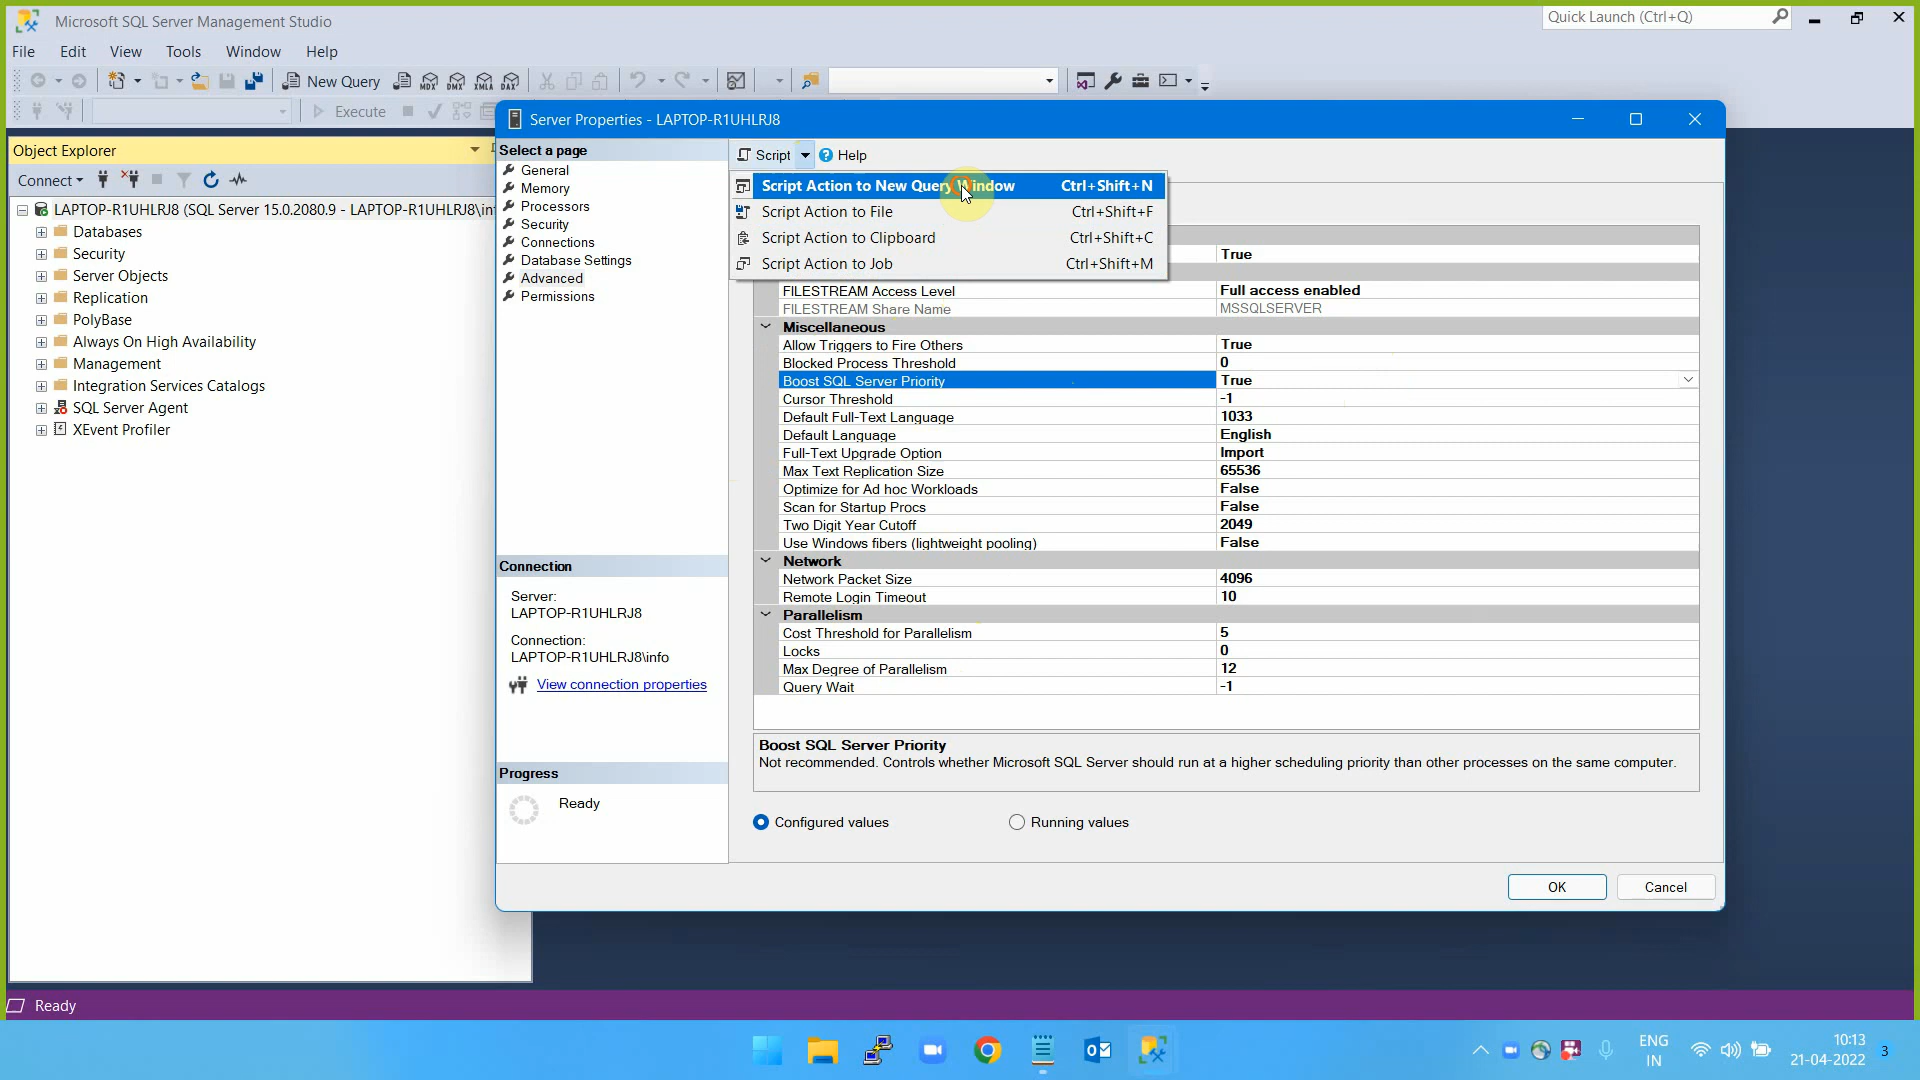 Microsoft SQL Server Management Studio
Quick Launch (Ctrl+Q)
File Edit View Tools Window Help
New Query MDX DMX XMLA DAX
Execute
Server Properties - LAPTOP-R1UHLRJ8
Object Explorer
Connect
LAPTOP-R1UHLRJ8 (SQL Server 15.0.2080.9 - LAPTOP-R1UHLRJ8\in
Databases
Security
Server Objects
Replication
PolyBase
Always On High Availability
Management
Integration Services Catalogs
SQL Server Agent
XEvent Profiler
Select a page
General
Memory
Processors
Security
Connections
Database Settings
Advanced
Permissions
Connection
Server:
LAPTOP-R1UHLRJ8
Connection:
LAPTOP-R1UHLRJ8\info
View connection properties
Progress
Ready
Script Help
Script Action to New Query Window Ctrl+Shift+N
Script Action to File Ctrl+Shift+F
Script Action to Clipboard Ctrl+Shift+C
Script Action to Job Ctrl+Shift+M
True
FILESTREAM Access Level Full access enabled
FILESTREAM Share Name MSSQLSERVER
Miscellaneous
Allow Triggers to Fire Others True
Blocked Process Threshold 0
Boost SQL Server Priority True
Cursor Threshold -1
Default Full-Text Language 1033
Default Language English
Full-Text Upgrade Option Import
Max Text Replication Size 65536
Optimize for Ad hoc Workloads False
Scan for Startup Procs False
Two Digit Year Cutoff 2049
Use Windows fibers (lightweight pooling) False
Network
Network Packet Size 4096
Remote Login Timeout 10
Parallelism
Cost Threshold for Parallelism 5
Locks 0
Max Degree of Parallelism 12
Query Wait -1
Boost SQL Server Priority
Not recommended. Controls whether Microsoft SQL Server should run at a higher scheduling priority than other processes on the same computer.
Configured values Running values
OK Cancel
Ready
ENG
IN
10:13
21-04-2022
3